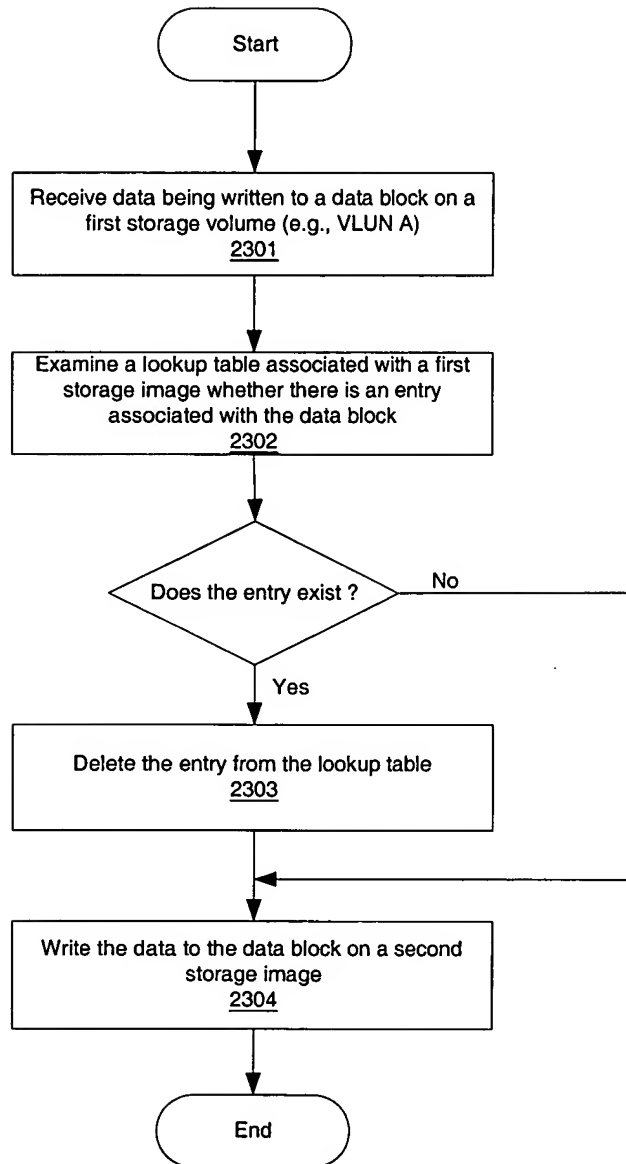 Start
Receive data being written to a data block on a
first storage volume (e.g., VLUN A)
2301
Examine a lookup table associated with a first
storage image whether there is an entry
associated with the data block
2302
Does the entry exist ?
No
Yes
Delete the entry from the lookup table
2303
Write the data to the data block on a second
storage image
2304
End